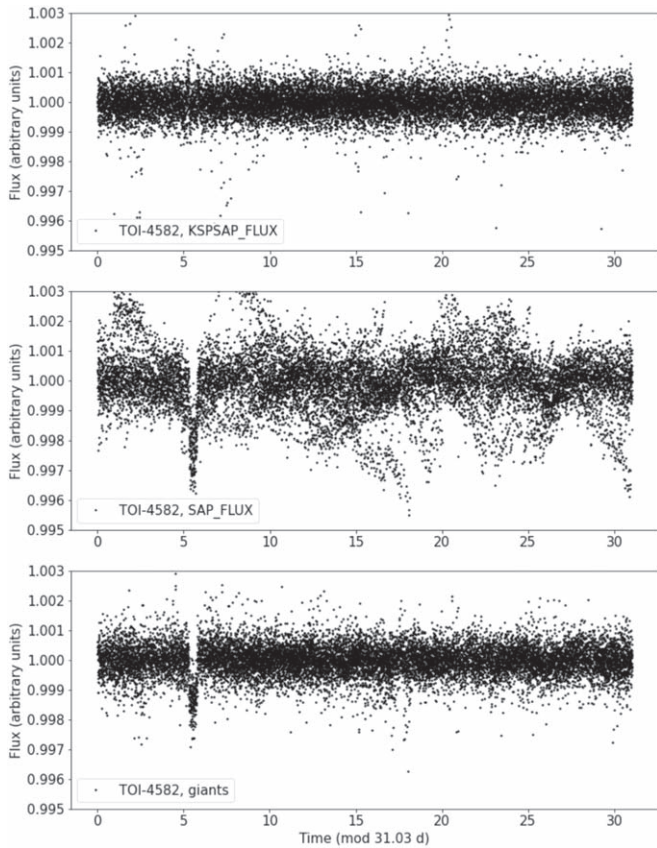 1.003
1.002
1.001
1.000
0.999
0.998
0.997
0.996
0.995
Flux (arbitrary units)
TOI-4582, KSPSAP_FLUX
0 5 10 15 20 25 30
1.003
1.002
1.001
1.000
0.999
0.998
0.997
0.996
0.995
Flux (arbitrary units)
TOI-4582, SAP_FLUX
0 5 10 15 20 25 30
1.003
1.002
1.001
1.000
0.999
0.998
0.997
0.996
0.995
Flux (arbitrary units)
TOI-4582, giants
0 5 10 15 20 25 30
Time (mod 31.03 d)